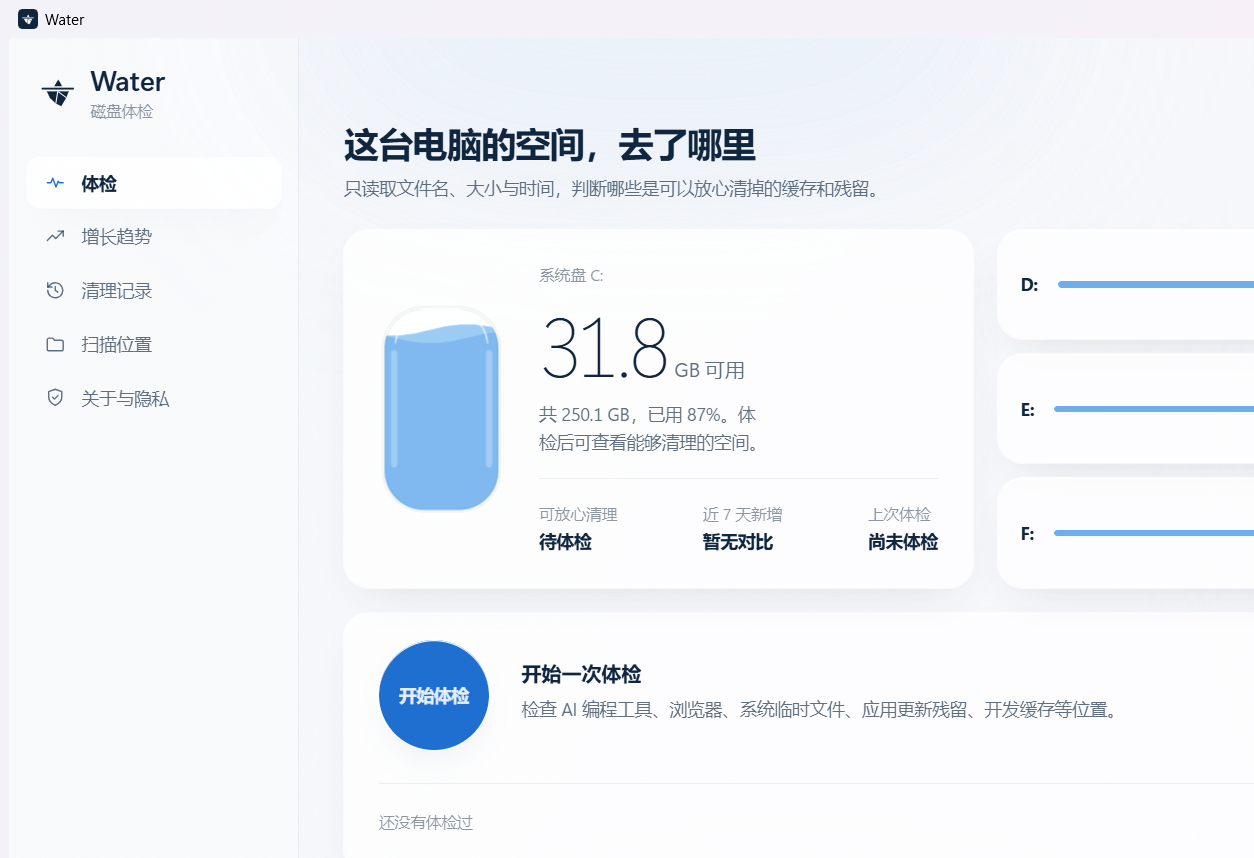 Water
Water
磁盘体检
体检
增长趋势
清理记录
扫描位置
关于与隐私
这台电脑的空间，去了哪里
只读取文件名、大小与时间，判断哪些是可以放心清掉的缓存和残留。
系统盘 C:
31.8 GB 可用
共 250.1 GB，已用 87%。体
检后可查看能够清理的空间。
可放心清理
待体检
近 7 天新增
暂无对比
上次体检
尚未体检
D:
E:
F:
开始体检
开始一次体检
检查 AI 编程工具、浏览器、系统临时文件、应用更新残留、开发缓存等位置。
还没有体检过